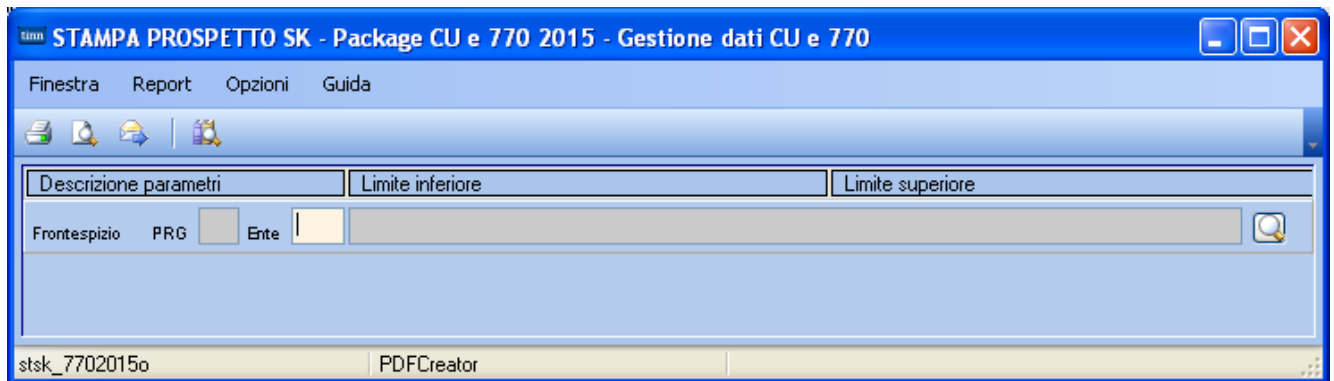 tinn STAMPA PROSPETTO SK - Package CU e 770 2015 - Gestione dati CU e 770
Finestra Report Opzioni Guida
Descrizione parametri Limite inferiore Limite superiore
Frontespizio PRG Ente
stsk_7702015o PDFCreator